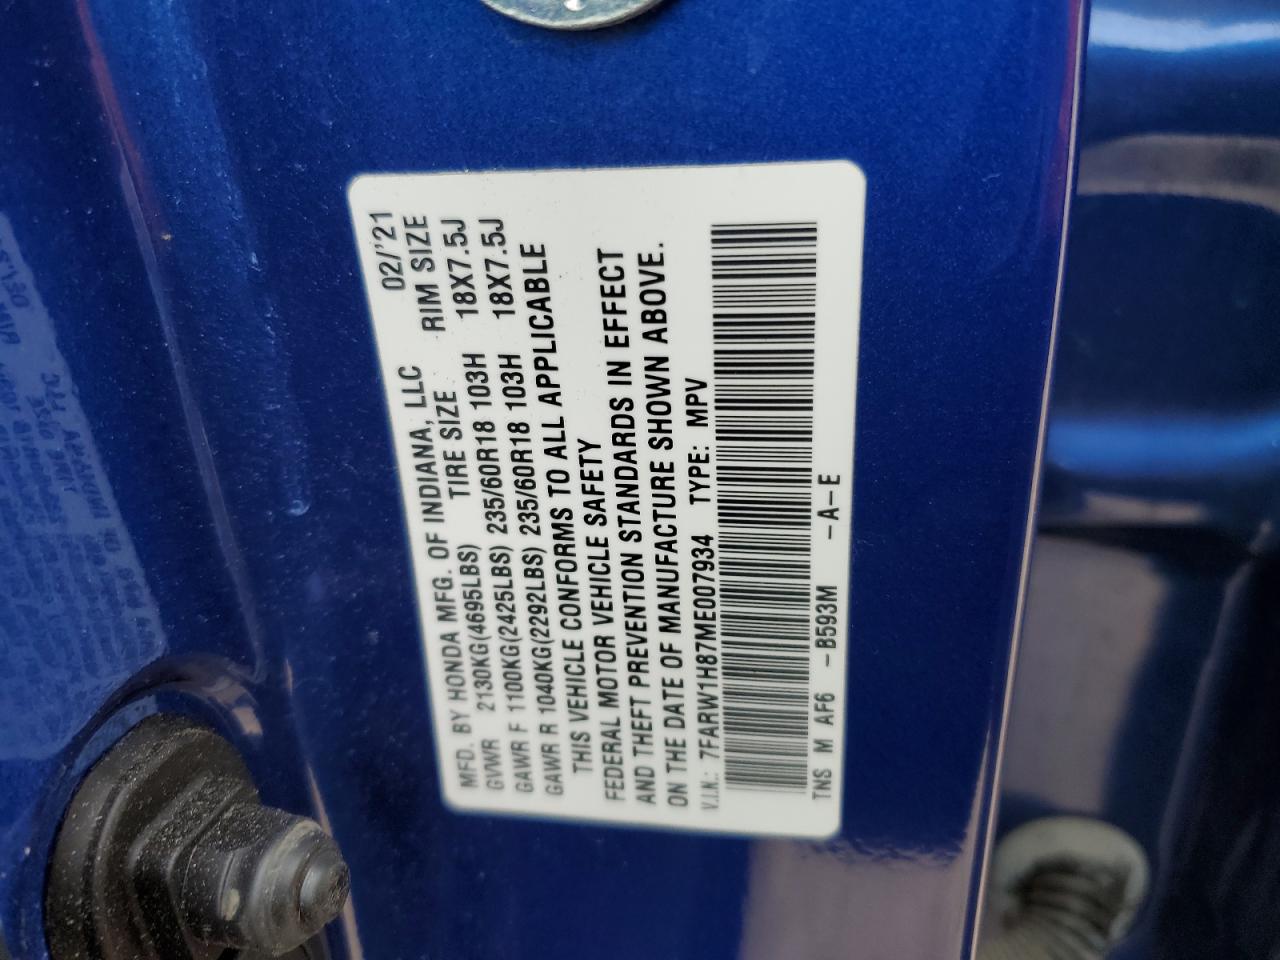 MFD. BY HONDA MFG. OF INDIANA, LLC 02/'21
GVWR 2130KG(4695LBS) TIRE SIZE RIM SIZE
GAWR F 1100KG(2425LBS) 235/60R18 103H 18X7.5J
GAWR R 1040KG(2292LBS) 235/60R18 103H 18X7.5J
THIS VEHICLE CONFORMS TO ALL APPLICABLE
FEDERAL MOTOR VEHICLE SAFETY
AND THEFT PREVENTION STANDARDS IN EFFECT
ON THE DATE OF MANUFACTURE SHOWN ABOVE.
V.I.N.: 7FARW1H87ME007934 TYPE: MPV
TNS M AF6 -B593M -A-E